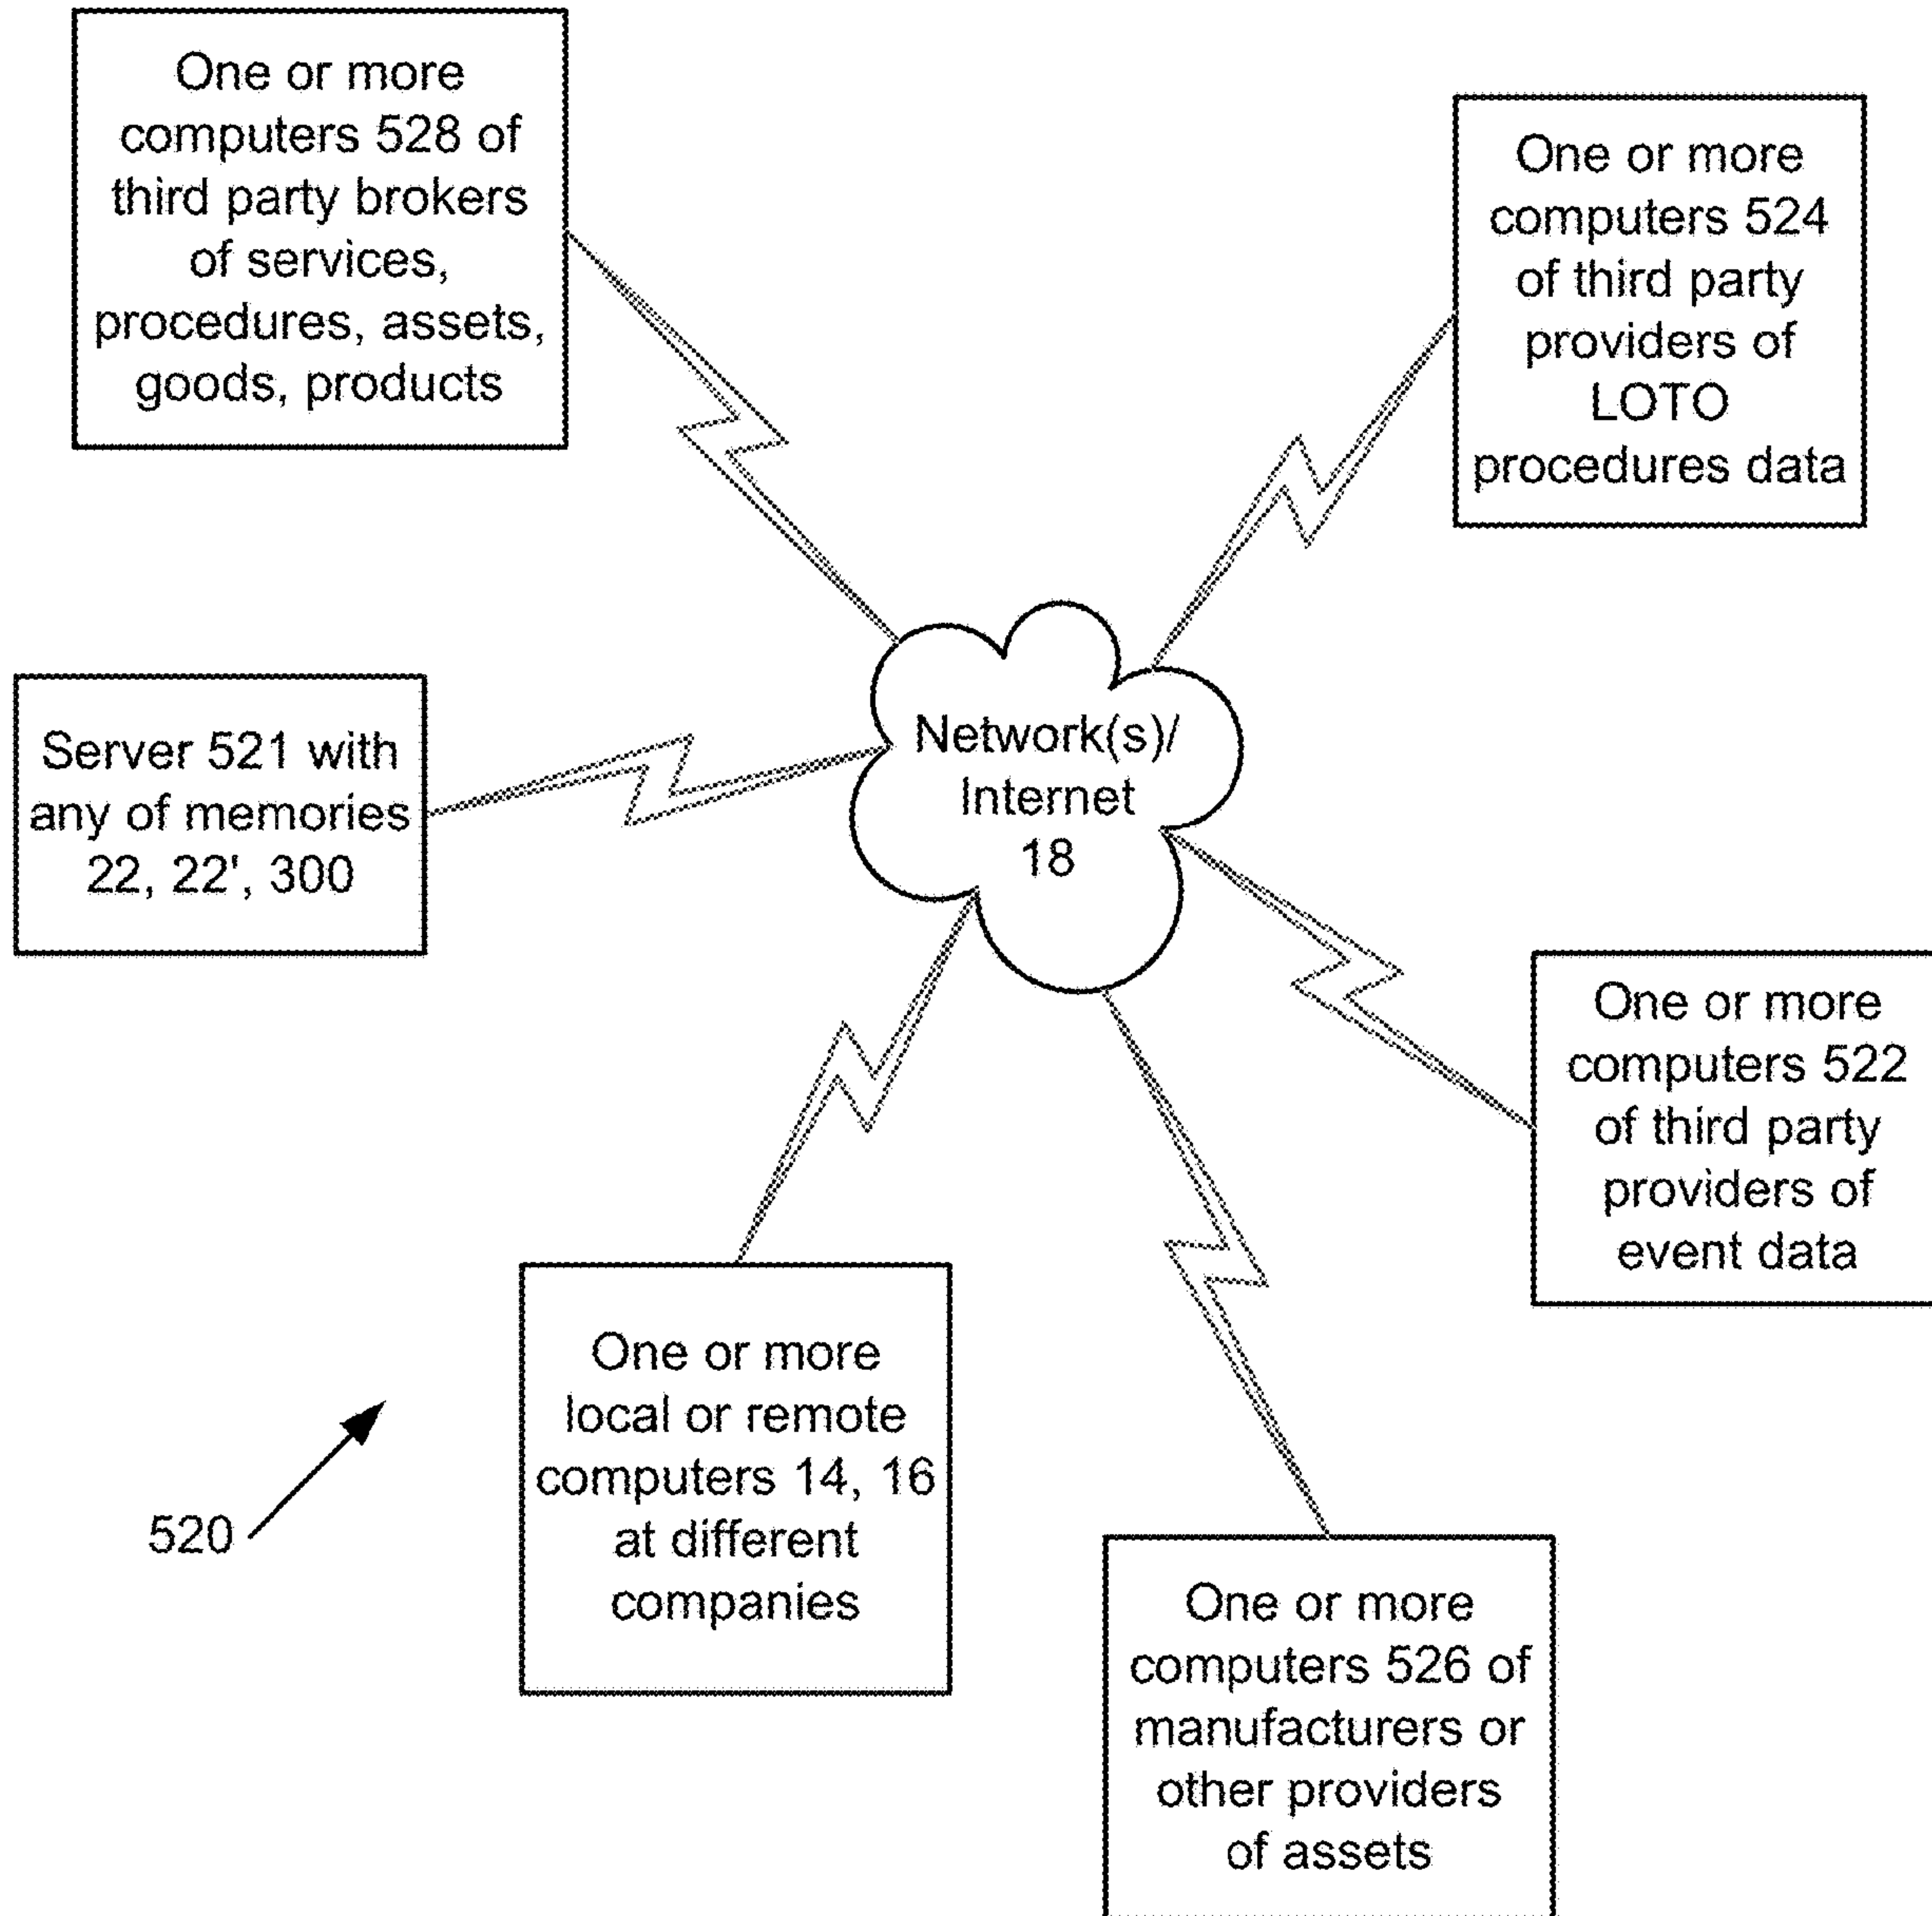 One or more
computers 528 of
third party brokers
of services,
procedures, assets,
goods, products
One or more
computers 524
of third party
providers of
LOTO
procedures data
Server 521 with
any of memories
22, 22', 300
Network(s)/
Internet
18
One or more
computers 522
of third party
providers of
event data
One or more
local or remote
computers 14, 16
at different
companies
520
One or more
computers 526 of
manufacturers or
other providers
of assets